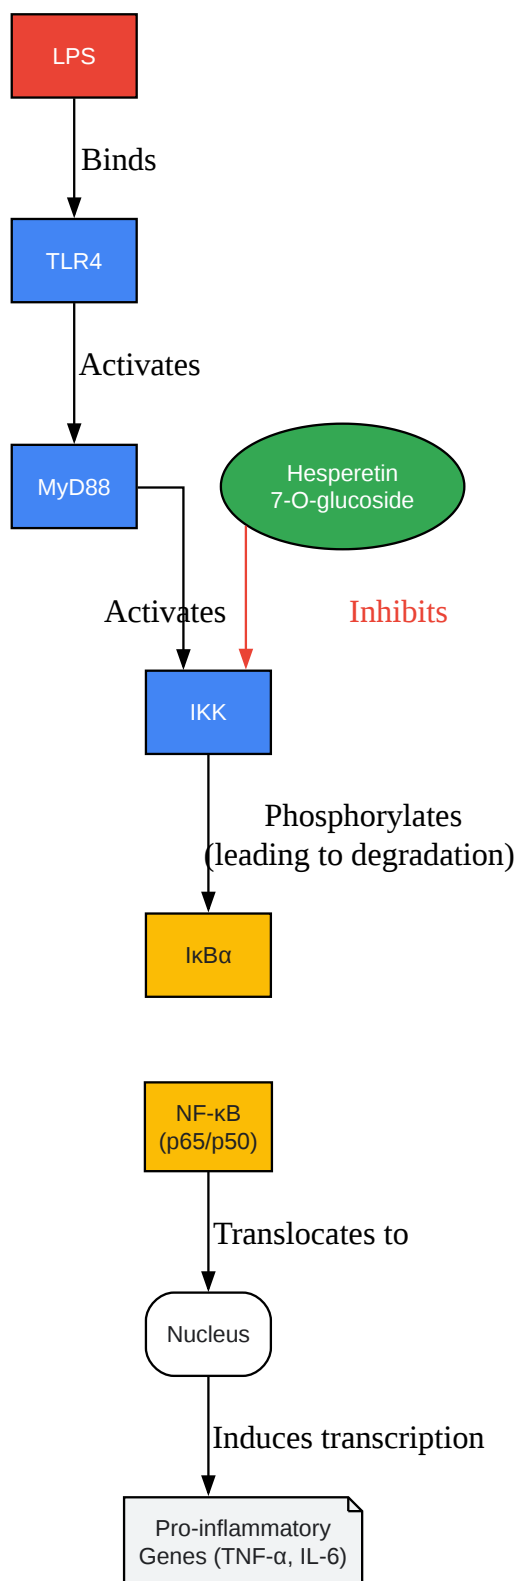 LPS
Binds
TLR4
Activates
MyD88
Hesperetin
7-O-glucoside
Activates
Inhibits
IKK
Phosphorylates
(leading to degradation)
IκBα
NF-κB
(p65/p50)
Translocates to
Nucleus
Induces transcription
Pro-inflammatory
Genes (TNF-α, IL-6)